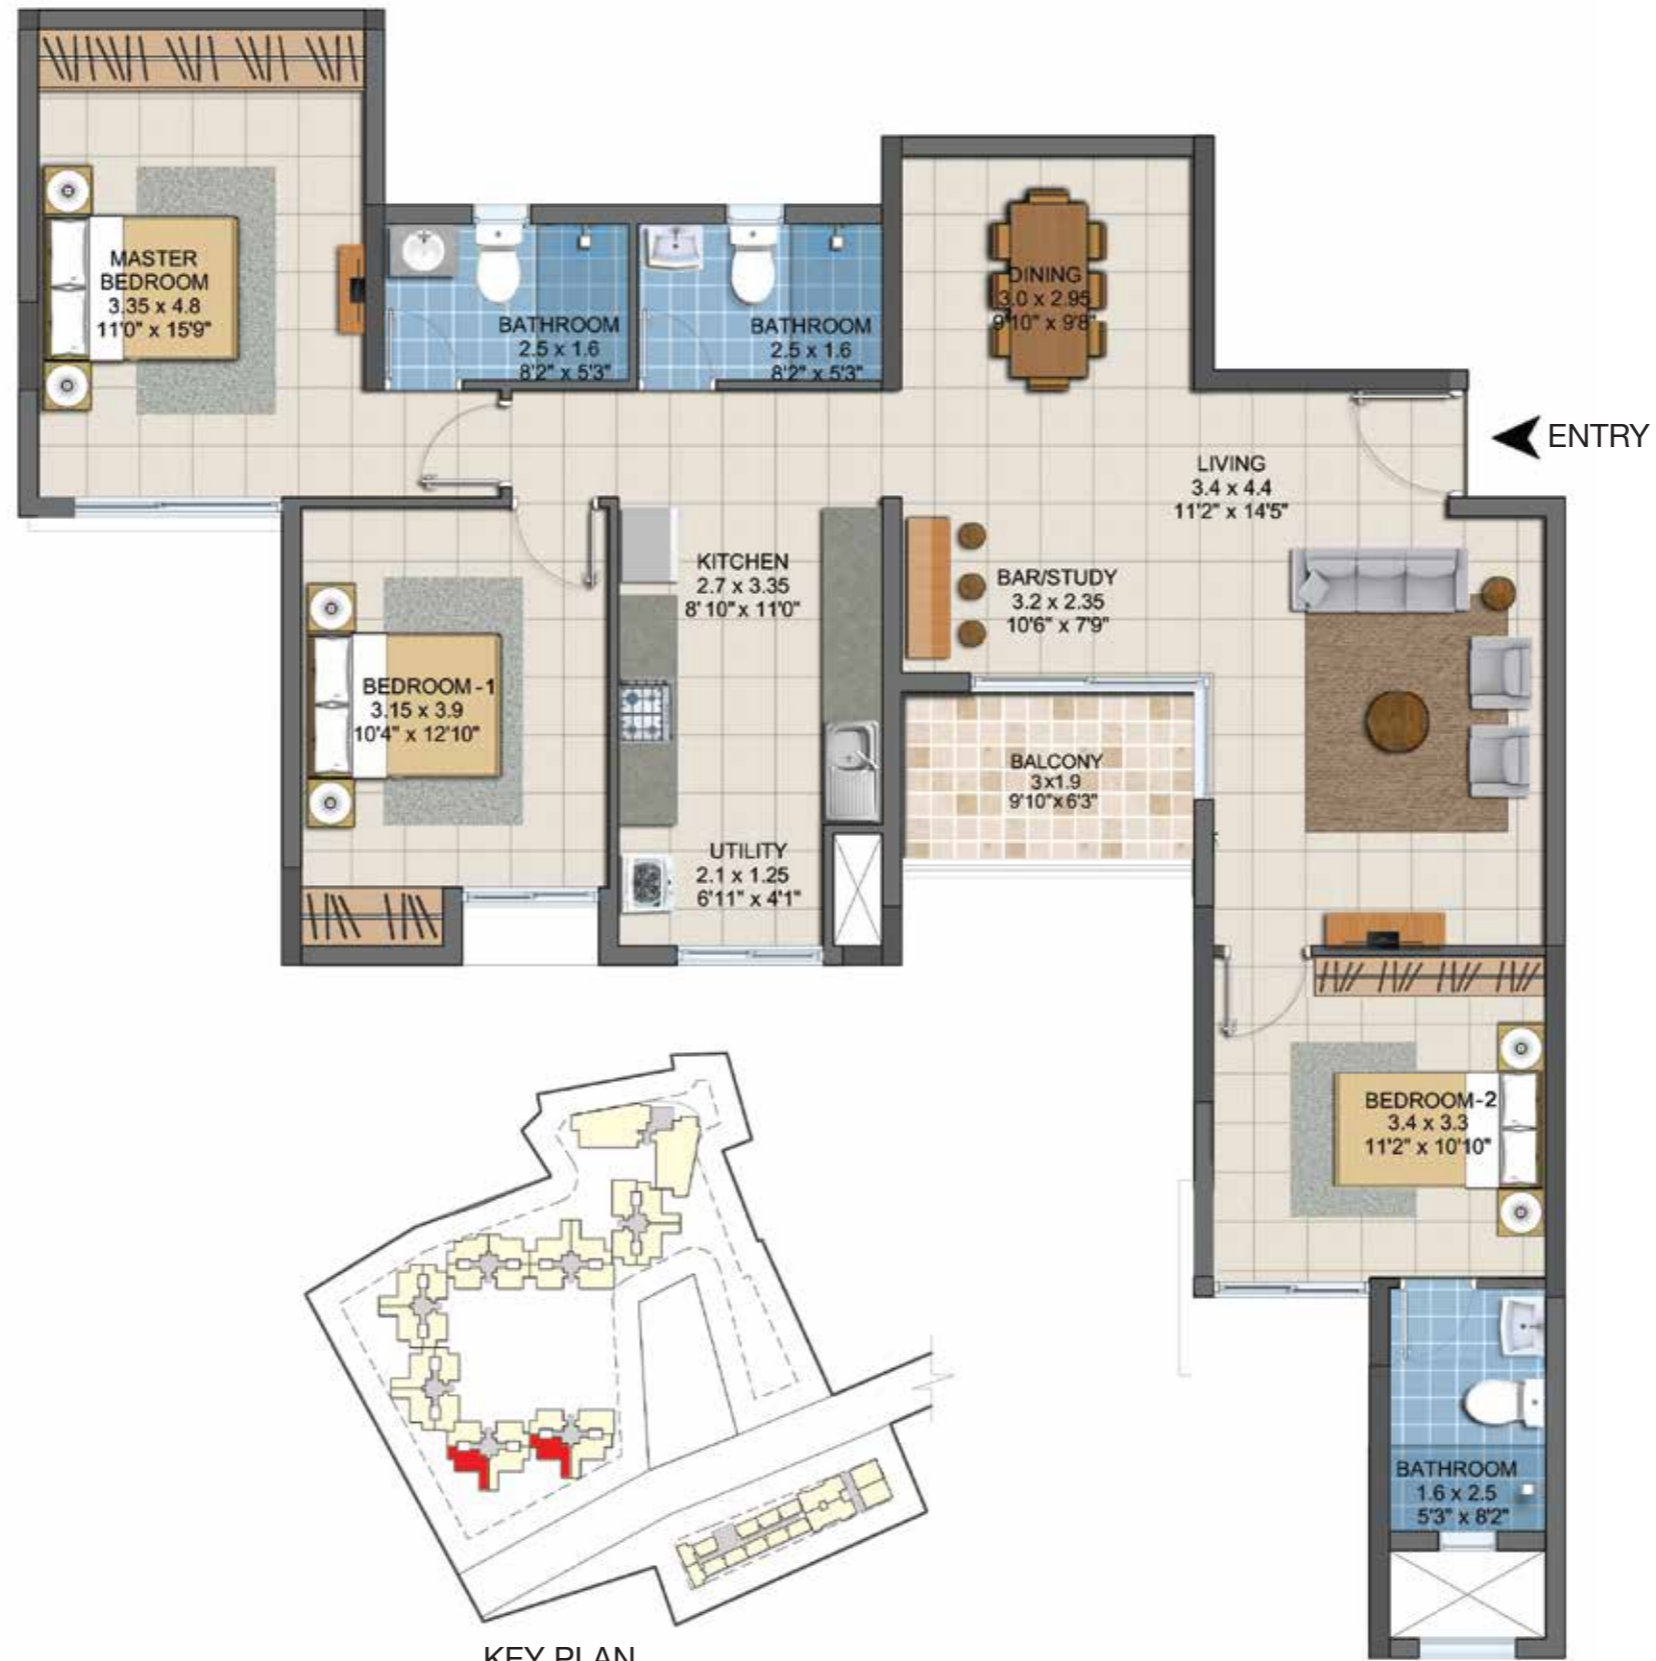 MASTER
BEDROOM
3.35 x 4.8
11'0" x 15'9"
BATHROOM
2.5 x 1.6
8'2" x 5'3"
BATHROOM
2.5 x 1.6
8'2" x 5'3"
DINING
3.0 x 2.95
9'10" x 9'8"
ENTRY
LIVING
3.4 x 4.4
11'2" x 14'5"
KITCHEN
2.7 x 3.35
8' 10" x 11'0"
BAR/STUDY
3.2 x 2.35
10'6" x 7'9"
BEDROOM-1
3.15 x 3.9
10'4" x 12'10"
BALCONY
3x1.9
9'10"x6'3"
UTILITY
2.1 x 1.25
6'11" x 4'1"
BEDROOM-2
3.4 x 3.3
11'2" x 10'10"
BATHROOM
1.6 x 2.5
5'3" x 8'2"
KEY PLAN